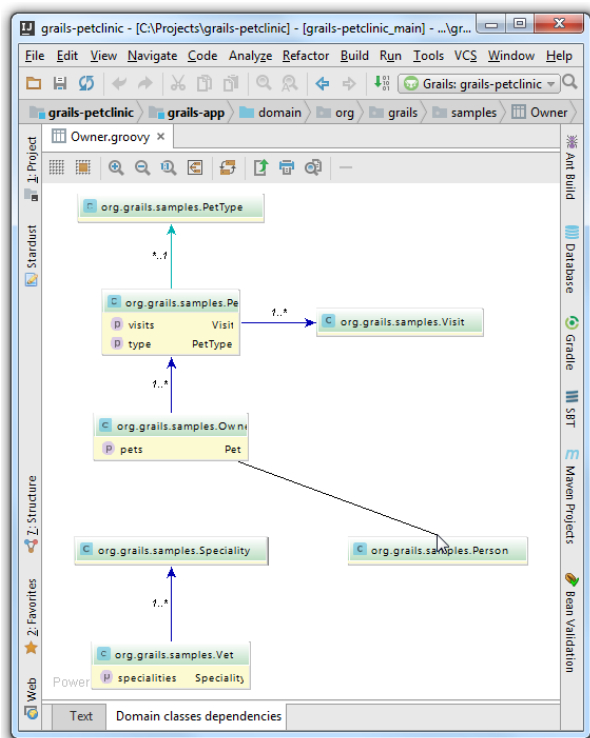 grails-petclinic - [C:\Projects\grails-petclinic] - [grails-petclinic_main] - ...\gr...
File Edit View Navigate Code Analyze Refactor Build Run Tools VCS Window Help
Grails: grails-petclinic
grails-petclinic grails-app domain org grails samples Owner
Owner.groovy
1: Project
Stardust
7: Structure
2: Favorites
Web
org.grails.samples.PetType
*..1
org.grails.samples.Pe
visits Visit
type PetType
1..*
org.grails.samples.Visit
1..*
org.grails.samples.Owne
pets Pet
org.grails.samples.Speciality
org.grails.samples.Person
1..*
org.grails.samples.Vet
specialities Speciality
Power
Ant Build
Database
Gradle
SBT
Maven Projects
Bean Validation
Text Domain classes dependencies